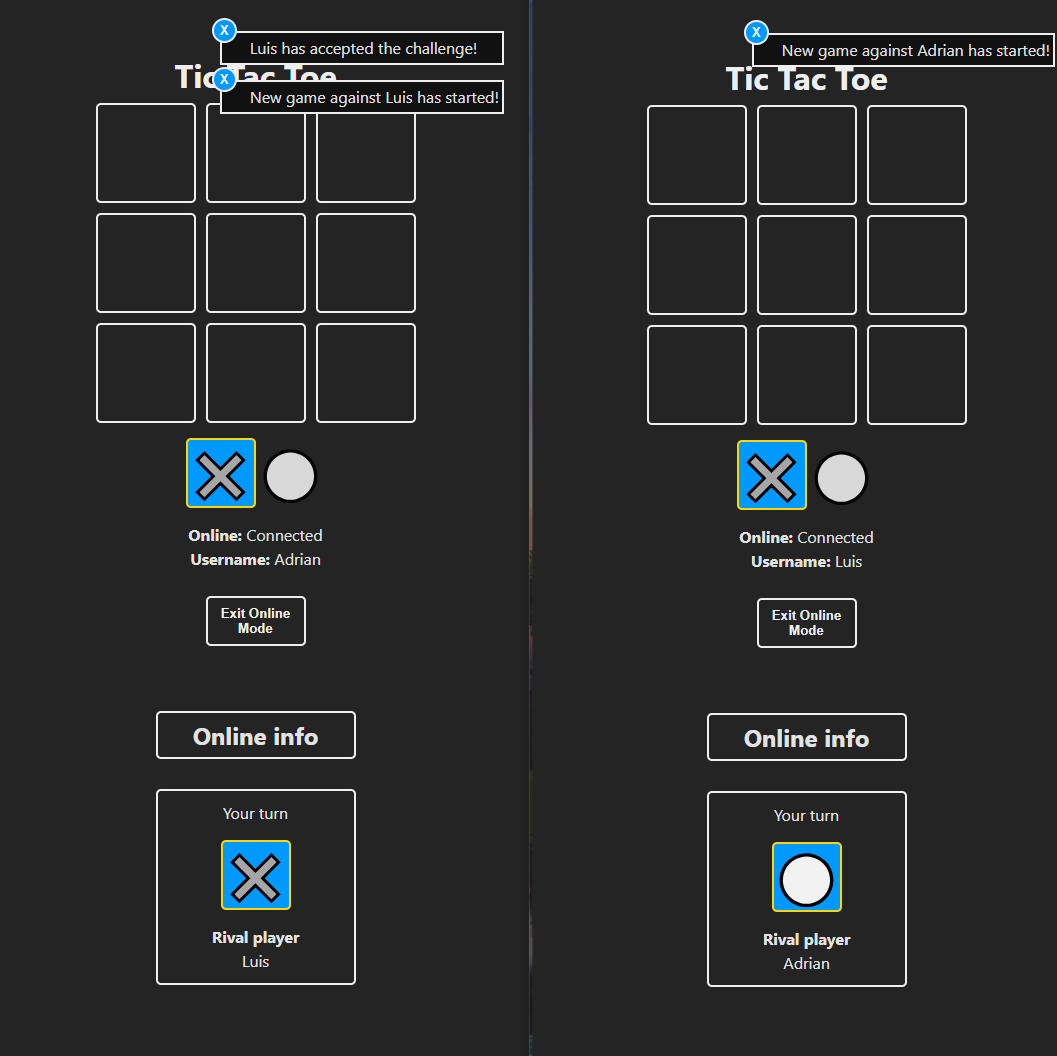 X
Luis has accepted the challenge!
Tic Tac Toe
X
New game against Luis has started!
Online: Connected
Username: Adrian
Exit Online
Mode
Online info
Your turn
Rival player
Luis
X
New game against Adrian has started!
Tic Tac Toe
Online: Connected
Username: Luis
Exit Online
Mode
Online info
Your turn
Rival player
Adrian